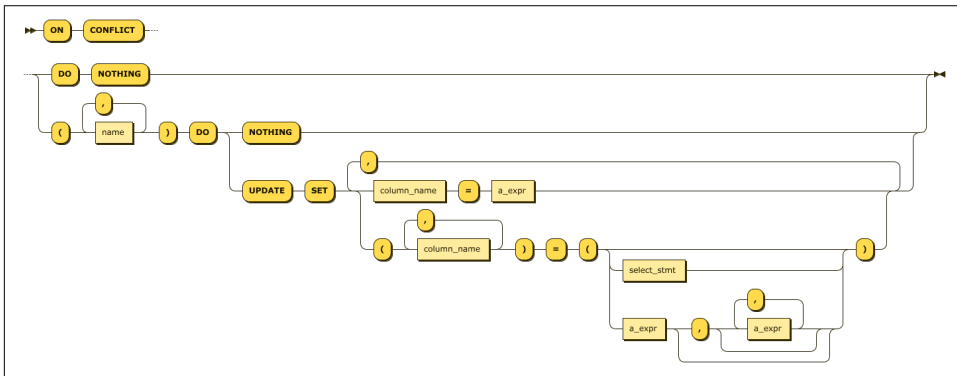 ON CONFLICT
DO NOTHING
,
( name ) DO NOTHING
,
UPDATE SET column_name = a_expr
,
( column_name ) = ( )
select_stmt
,
a_expr , a_expr